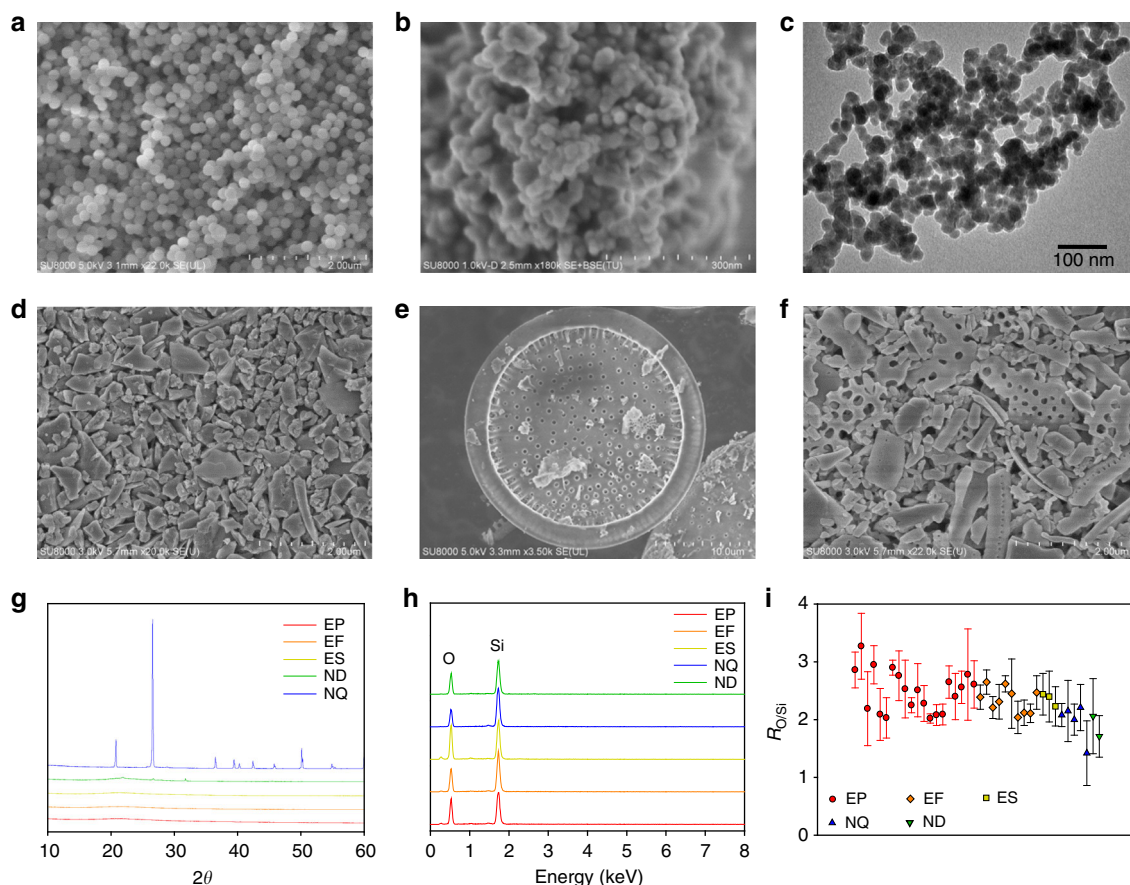 a
b
c
SU8000 5.0kV 3.1mm x22.0k SE(UL)
2.00um
SU8000 1.0kV-D 2.5mm x180k SE+BSE(TU)
300nm
100 nm
d
e
f
SU8000 3.0kV 5.7mm x20.0k SE(U)
2.00um
SU8000 5.0kV 3.3mm x3.50k SE(UL)
10.0um
SU8000 3.0kV 5.7mm x22.0k SE(U)
2.00um
g
EP
EF
ES
ND
NQ
10 20 30 40 50 60
2θ
h
O
Si
EP
EF
ES
NQ
ND
0 1 2 3 4 5 6 7 8
Energy (keV)
i
4
3
2
1
0
R O/Si
EP EF ES
NQ ND